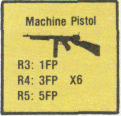 Machine Pistol
R3: 1FP
R4: 3FP X6
R5: 5FP